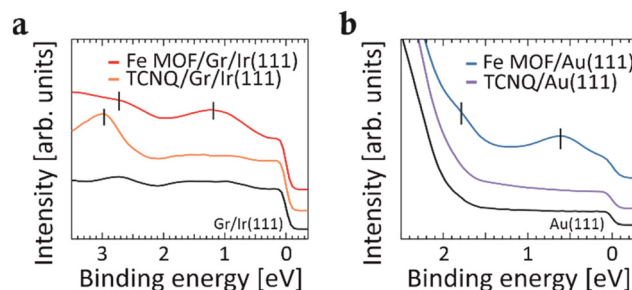 a
Fe MOF/Gr/Ir(111)
TCNQ/Gr/Ir(111)
Intensity [arb. units]
Gr/Ir(111)
3 2 1 0
Binding energy [eV]
b
Fe MOF/Au(111)
TCNQ/Au(111)
Intensity [arb. units]
Au(111)
2 1 0
Binding energy [eV]